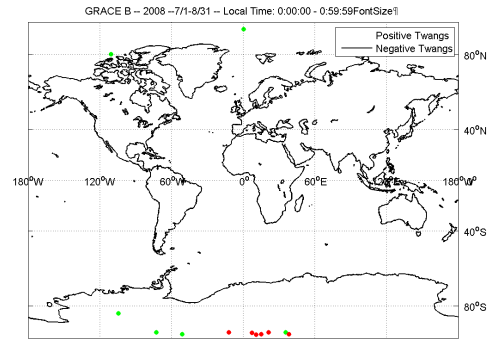 GRACE B -- 2008 --7/1-8/31 -- Local Time: 0:00:00 - 0:59:59FontSize¶
Positive Twangs
Negative Twangs
80°N
40°N
180°W 120°W 60°W 0° 60°E 180°W 0°
40°S
80°S